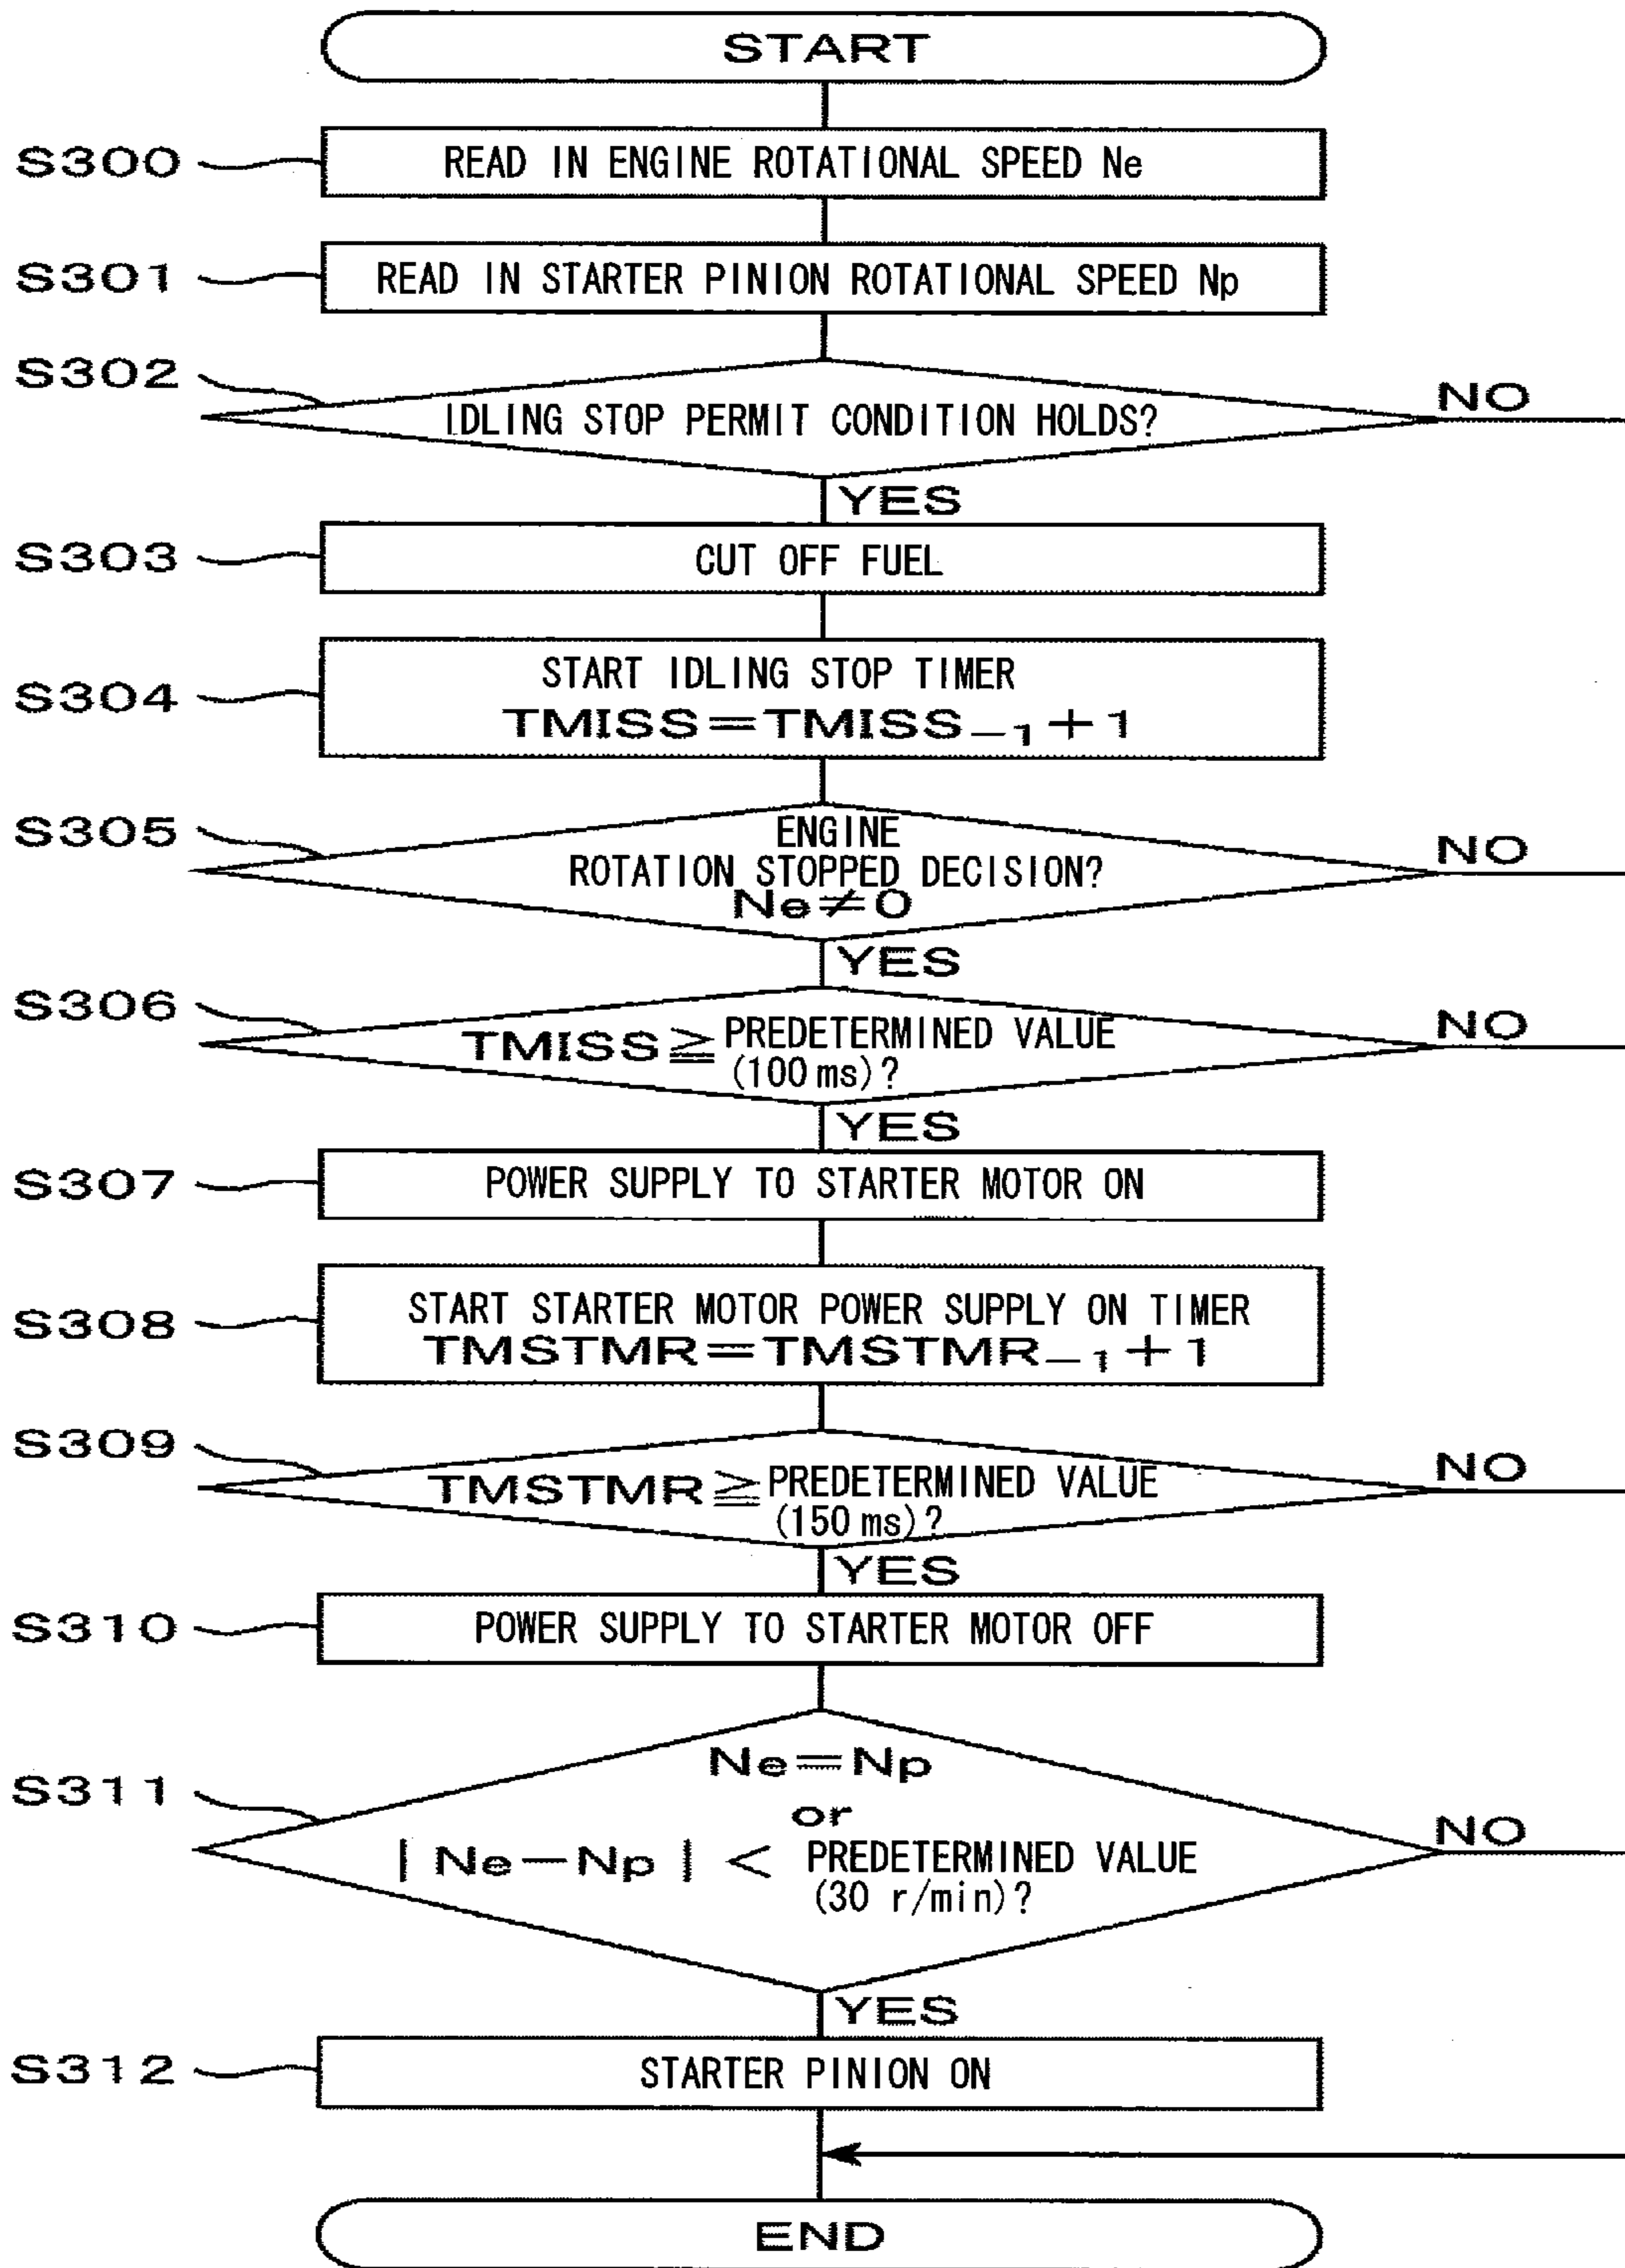 START
S300
READ IN ENGINE ROTATIONAL SPEED Ne
S301
READ IN STARTER PINION ROTATIONAL SPEED Np
S302
IDLING STOP PERMIT CONDITION HOLDS?
NO
YES
S303
CUT OFF FUEL
S304
START IDLING STOP TIMER
TMISS=TMISS₋₁+1
S305
ENGINE
ROTATION STOPPED DECISION?
Ne≠0
NO
YES
S306
TMISS≧PREDETERMINED VALUE
(100 ms)?
NO
YES
S307
POWER SUPPLY TO STARTER MOTOR ON
S308
START STARTER MOTOR POWER SUPPLY ON TIMER
TMSTMR=TMSTMR₋₁+1
S309
TMSTMR≧PREDETERMINED VALUE
(150 ms)?
NO
YES
S310
POWER SUPPLY TO STARTER MOTOR OFF
S311
Ne=Np
or
|Ne-Np| < PREDETERMINED VALUE
(30 r/min)?
NO
YES
S312
STARTER PINION ON
END